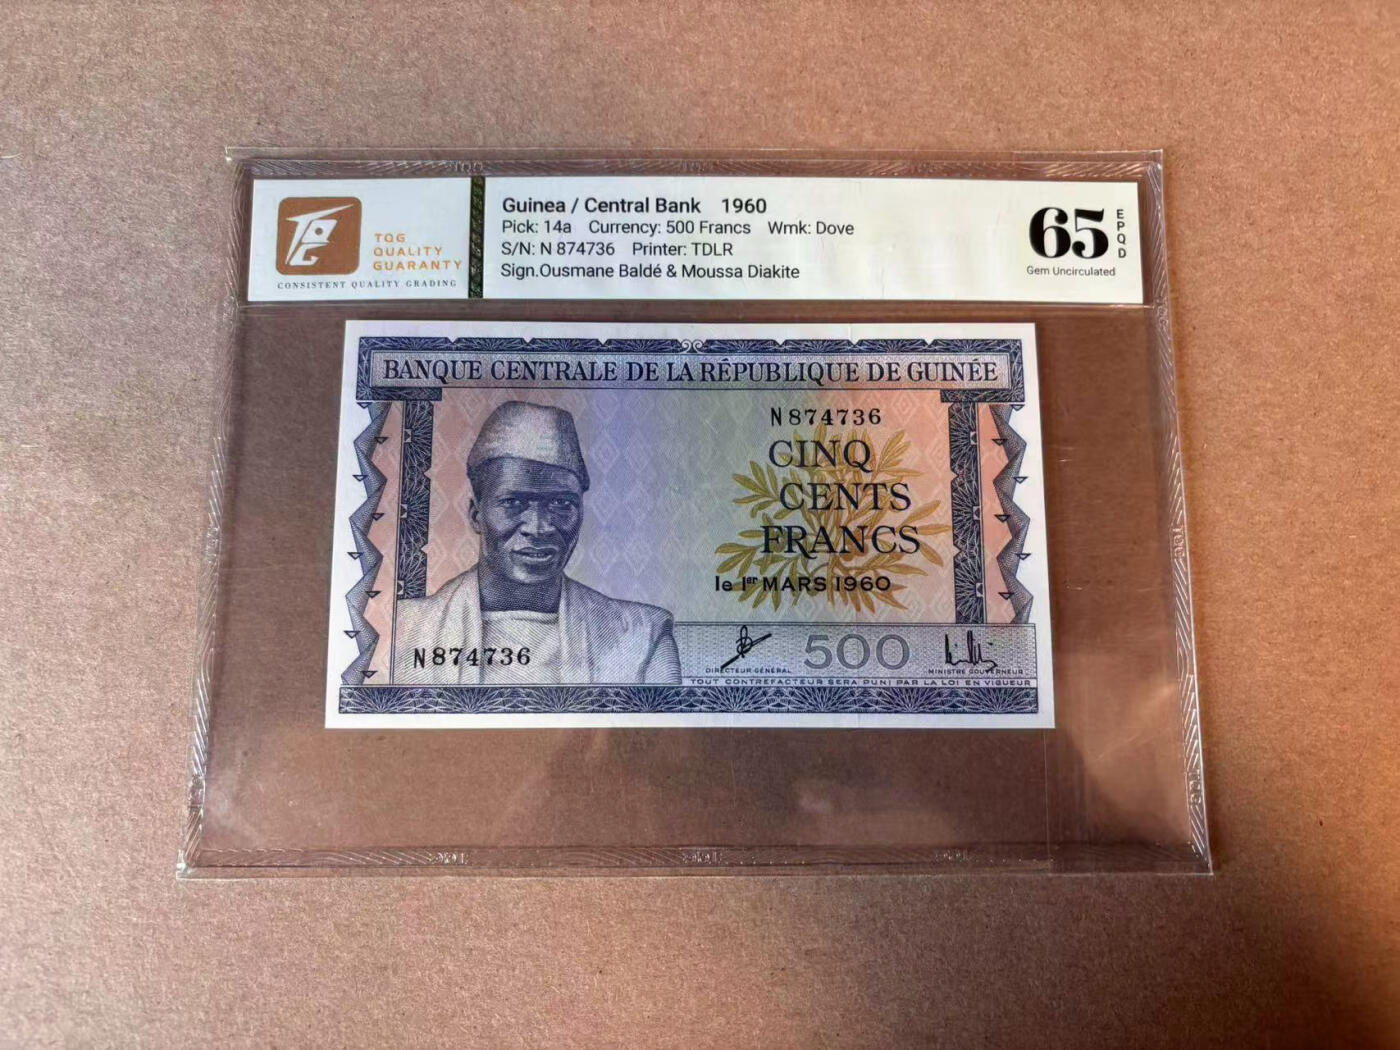 TQG
QUALITY
GUARANTY
CONSISTENT QUALITY GRADING
Guinea / Central Bank 1960
Pick: 14a Currency: 500 Francs Wmk: Dove
S/N: N 874736 Printer: TDLR
Sign.Ousmane Baldé & Moussa Diakite
65
EPQD
Gem Uncirculated
BANQUE CENTRALE DE LA RÉPUBLIQUE DE GUINÉE
N 874736
CINQ
CENTS
FRANCS
le 1er MARS 1960
N 874736
500
DIRECTEUR GÉNÉRAL
MINISTRE GOUVERNEUR
TOUT CONTREFACTEUR SERA PUNI PAR LA LOI EN VIGUEUR